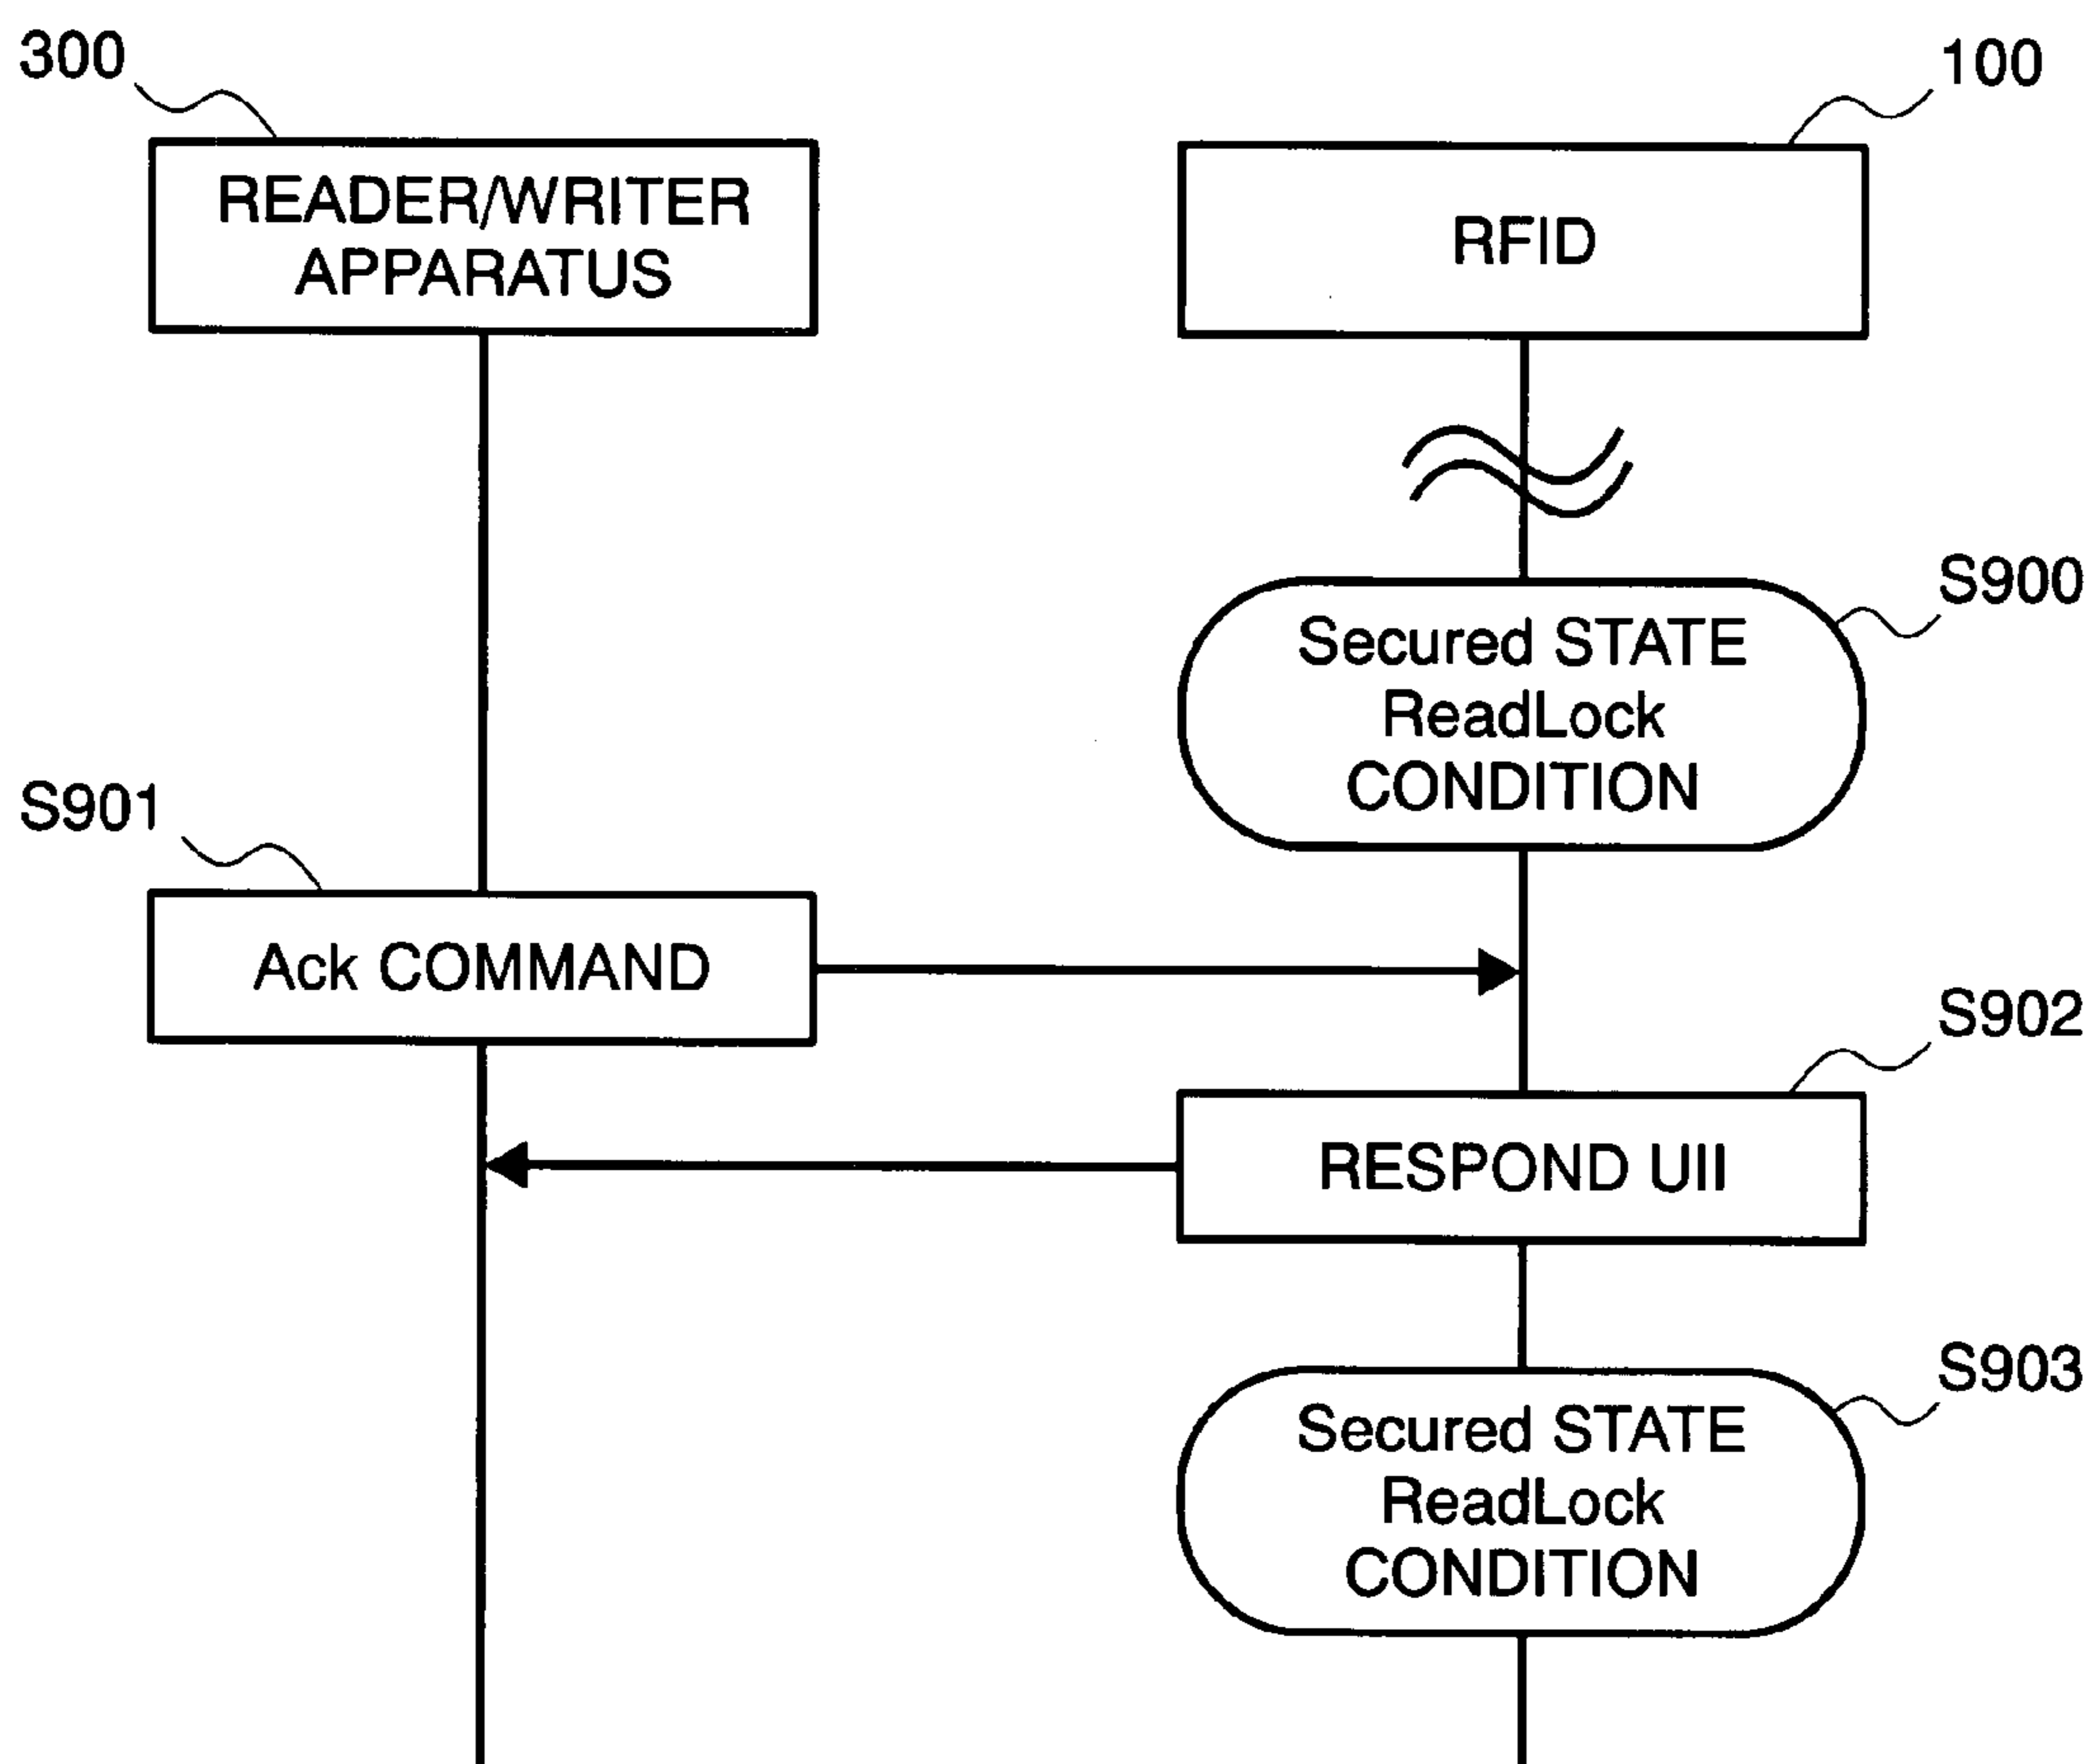 300
100
READER/WRITER
APPARATUS
RFID
S900
Secured STATE
ReadLock
CONDITION
S901
Ack COMMAND
S902
RESPOND UII
S903
Secured STATE
ReadLock
CONDITION